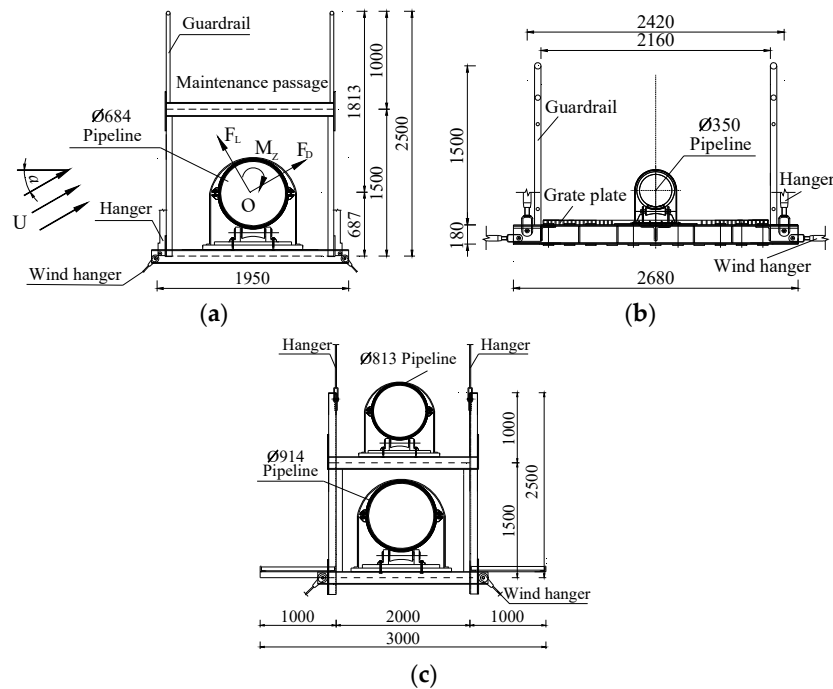 Guardrail
Maintenance passage
Ø684
Pipeline
F_L
M_Z
F_D
O
α
U
Hanger
Wind hanger
1950
687
1813
1500
1000
2500
(a)
2420
2160
Guardrail
1500
Ø350
Pipeline
Grate plate
Hanger
180
Wind hanger
2680
(b)
Hanger
Hanger
Ø813 Pipeline
Ø914
Pipeline
1000
1500
2500
Wind hanger
1000
2000
1000
3000
(c)